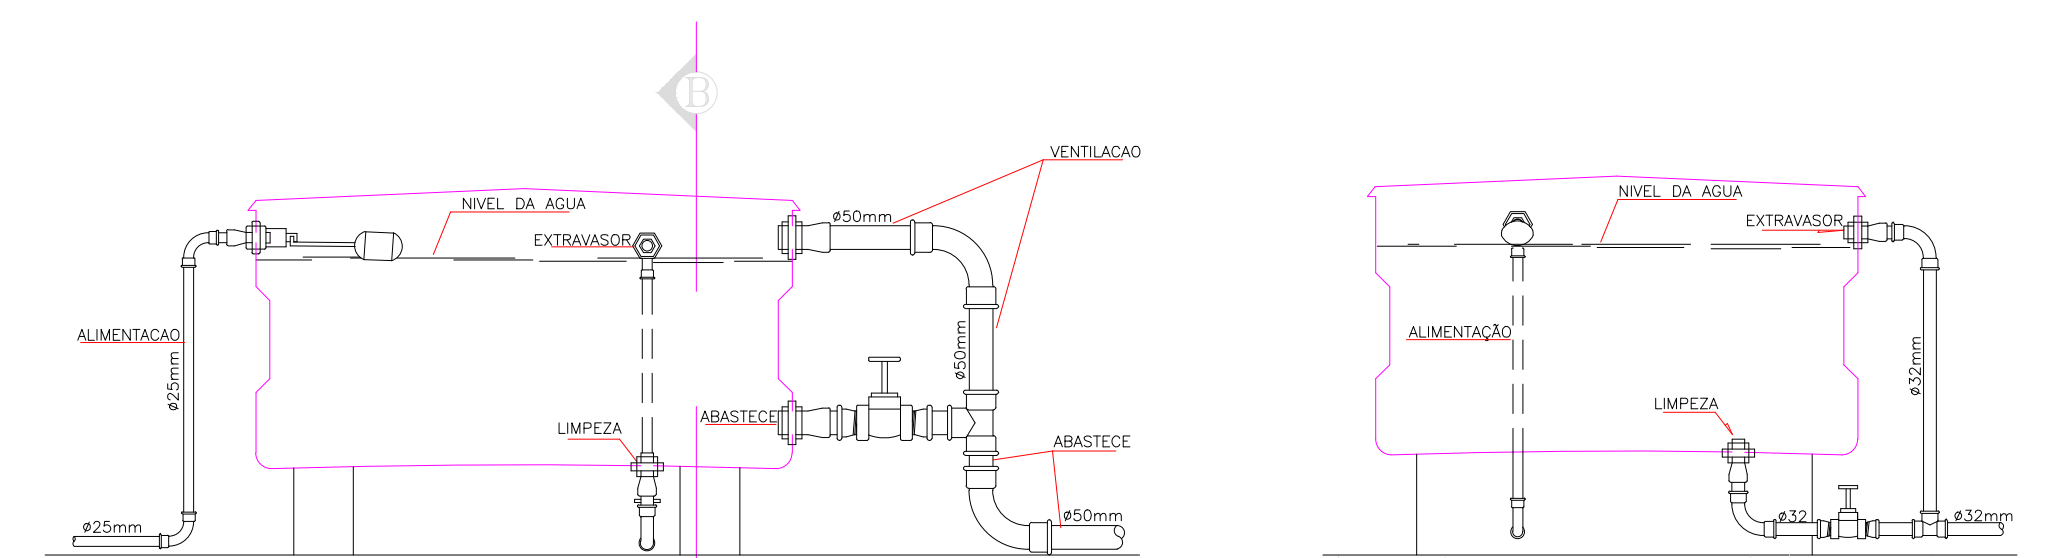 B
VENTILACAO
NIVEL DA AGUA
ø50mm
EXTRAVASOR
ALIMENTACAO
ø25mm
ø50mm
ABASTECE
LIMPEZA
ABASTECE
ø25mm
ø50mm
NIVEL DA AGUA
EXTRAVASOR
ALIMENTAÇÃO
ø32mm
LIMPEZA
ø32
ø32mm